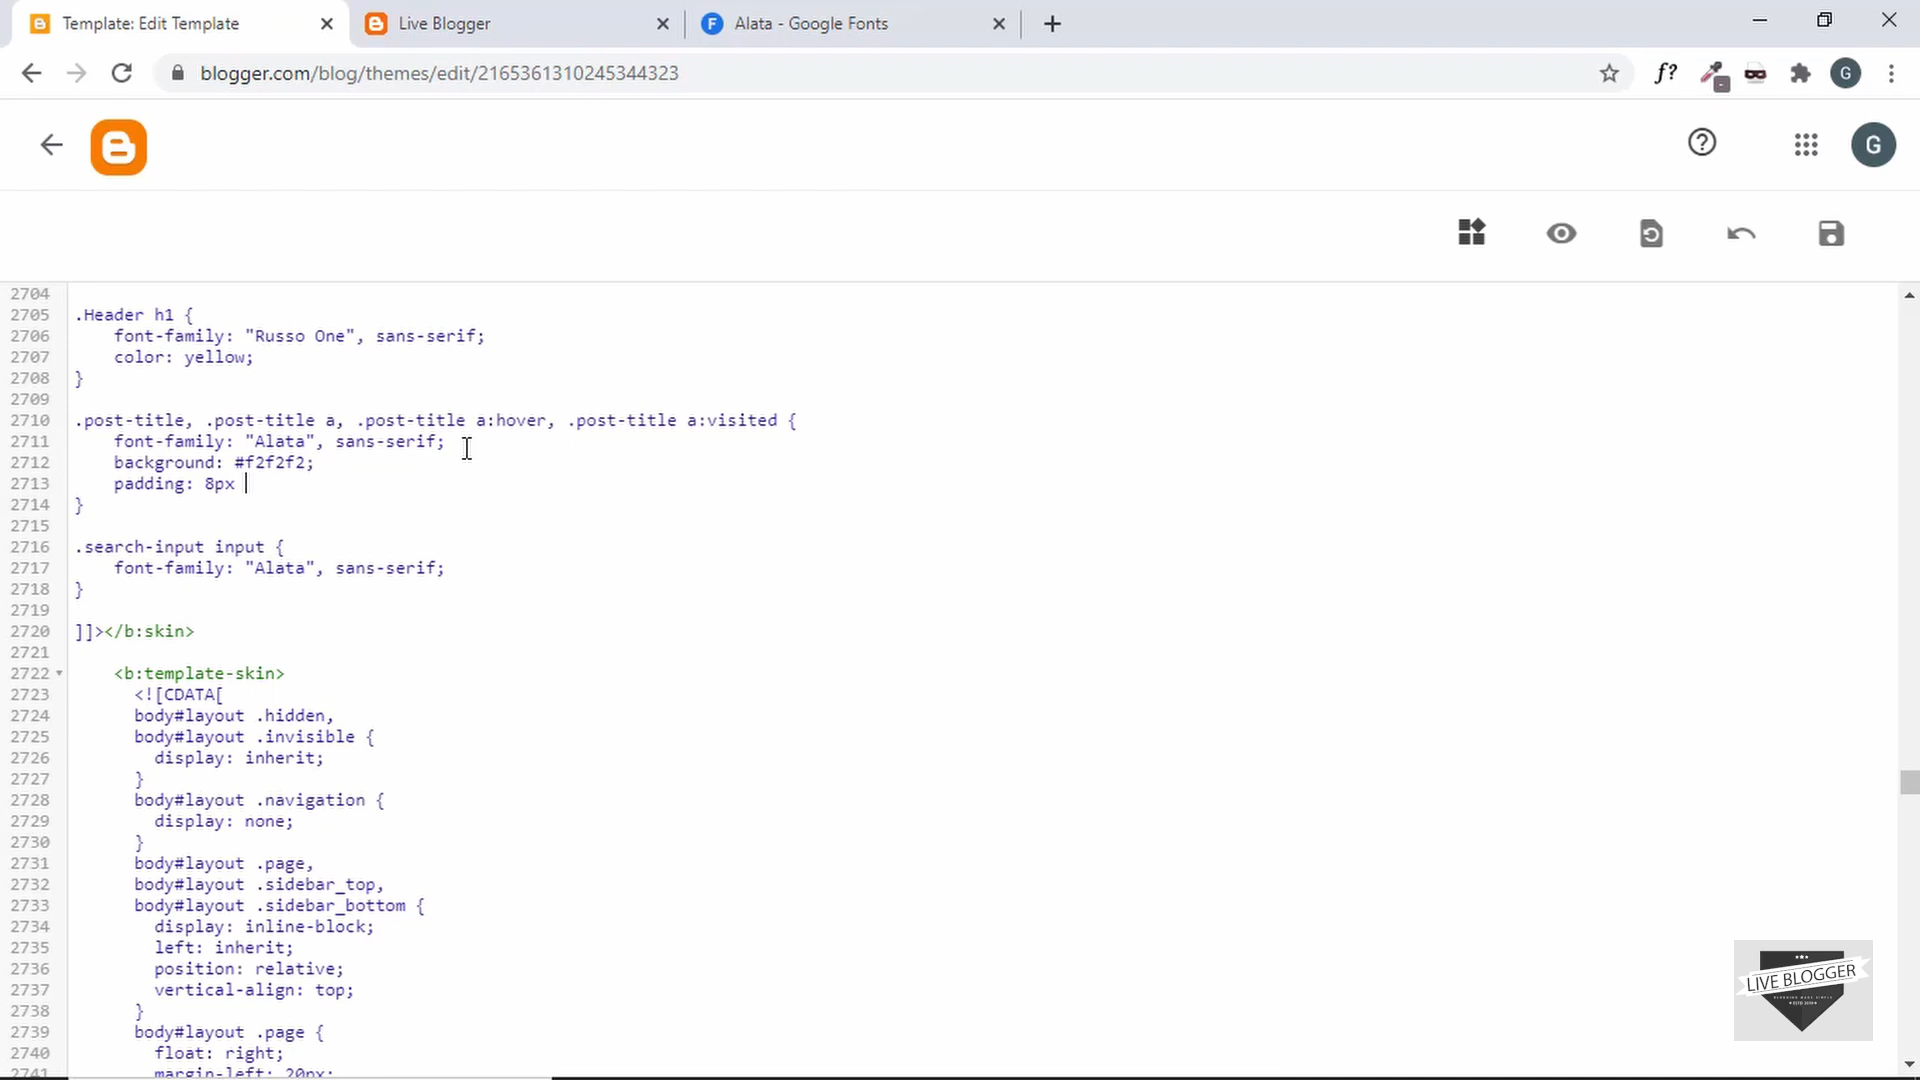 Template: Edit Template
Live Blogger
Alata - Google Fonts
blogger.com/blog/themes/edit/2165361310245344323
f?
G
G
2704
2705 .Header h1 {
2706 font-family: "Russo One", sans-serif;
2707 color: yellow;
2708 }
2709
2710 .post-title, .post-title a, .post-title a:hover, .post-title a:visited {
2711 font-family: "Alata", sans-serif;
2712 background: #f2f2f2;
2713 padding: 8px
2714 }
2715
2716 .search-input input {
2717 font-family: "Alata", sans-serif;
2718 }
2719
2720 ]]></b:skin>
2721
2722 <b:template-skin>
2723 <![CDATA[
2724 body#layout .hidden,
2725 body#layout .invisible {
2726 display: inherit;
2727 }
2728 body#layout .navigation {
2729 display: none;
2730 }
2731 body#layout .page,
2732 body#layout .sidebar_top,
2733 body#layout .sidebar_bottom {
2734 display: inline-block;
2735 left: inherit;
2736 position: relative;
2737 vertical-align: top;
2738 }
2739 body#layout .page {
2740 float: right;
2741 margin-left: 20px;
LIVE BLOGGER